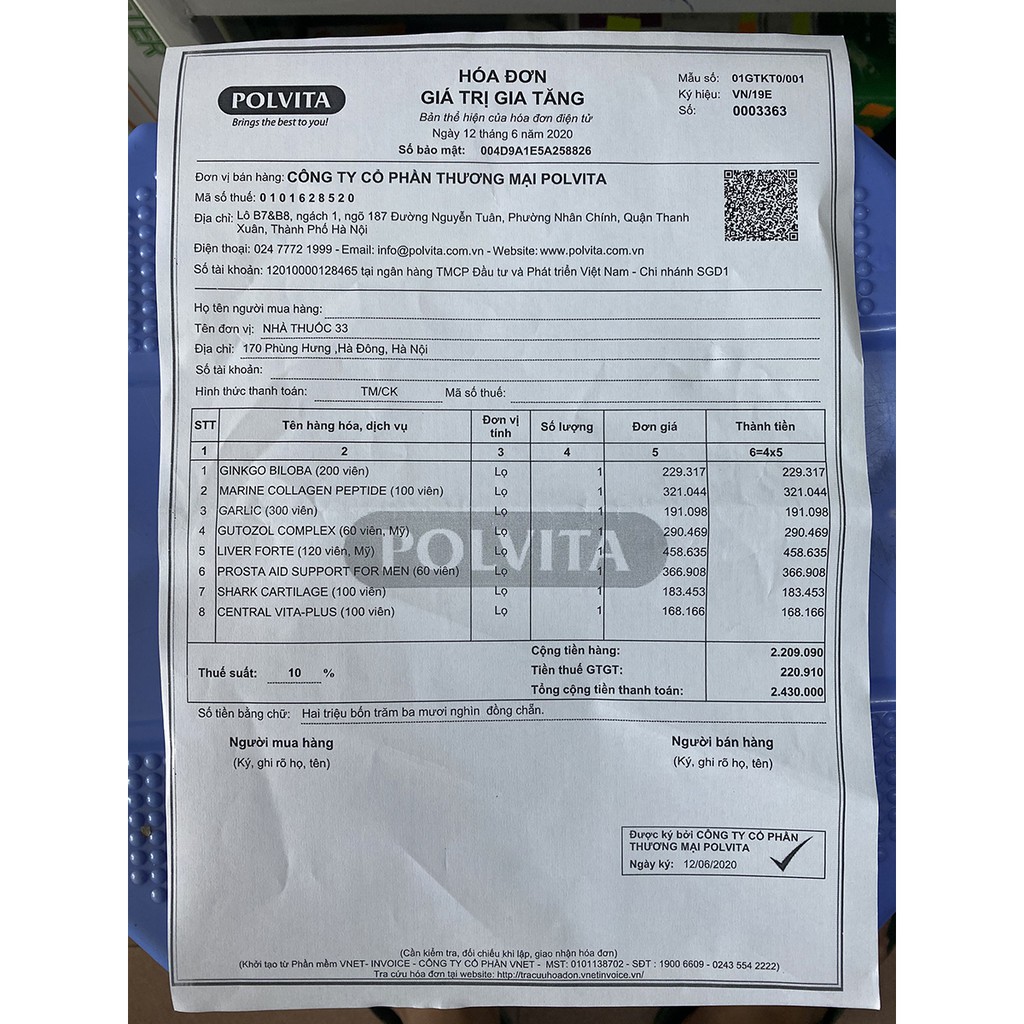 POLVITA
Brings the best to you!
HÓA ĐƠN
GIÁ TRỊ GIA TĂNG
Bản thể hiện của hóa đơn điện tử
Ngày 12 tháng 6 năm 2020
Số bảo mật: 004D9A1E5A258826
Mẫu số: 01GTKT0/001
Ký hiệu: VN/19E
Số: 0003363
Đơn vị bán hàng: CÔNG TY CỔ PHẦN THƯƠNG MẠI POLVITA
Mã số thuế: 0 1 0 1 6 2 8 5 2 0
Địa chỉ: Lô B7&B8, ngách 1, ngõ 187 Đường Nguyễn Tuân, Phường Nhân Chính, Quận Thanh
Xuân, Thành Phố Hà Nội
Điện thoại: 024 7772 1999 - Email: info@polvita.com.vn - Website: www.polvita.com.vn
Số tài khoản: 12010000128465 tại ngân hàng TMCP Đầu tư và Phát triển Việt Nam - Chi nhánh SGD1
Họ tên người mua hàng:
Tên đơn vị: NHÀ THUỐC 33
Địa chỉ: 170 Phùng Hưng ,Hà Đông, Hà Nội
Số tài khoản:
Hình thức thanh toán: TM/CK Mã số thuế:
STT Tên hàng hóa, dịch vụ Đơn vị tính Số lượng Đơn giá Thành tiền
1 2 3 4 5 6=4x5
1 GINKGO BILOBA (200 viên) Lọ 1 229.317 229.317
2 MARINE COLLAGEN PEPTIDE (100 viên) Lọ 1 321.044 321.044
3 GARLIC (300 viên) Lọ 1 191.098 191.098
4 GUTOZOL COMPLEX (60 viên, Mỹ) Lọ 1 290.469 290.469
5 LIVER FORTE (120 viên, Mỹ) Lọ 1 458.635 458.635
6 PROSTA AID SUPPORT FOR MEN (60 viên) Lọ 1 366.908 366.908
7 SHARK CARTILAGE (100 viên) Lọ 1 183.453 183.453
8 CENTRAL VITA-PLUS (100 viên) Lọ 1 168.166 168.166
POLVITA
Cộng tiền hàng: 2.209.090
Thuế suất: 10 % Tiền thuế GTGT: 220.910
Tổng cộng tiền thanh toán: 2.430.000
Số tiền bằng chữ: Hai triệu bốn trăm ba mươi nghìn đồng chẵn.
Người mua hàng Người bán hàng
(Ký, ghi rõ họ, tên) (Ký, ghi rõ họ, tên)
Được ký bởi CÔNG TY CỔ PHẦN
THƯƠNG MẠI POLVITA
Ngày ký: 12/06/2020
(Cần kiểm tra, đối chiếu khi lập, giao nhận hóa đơn)
(Khởi tạo từ Phần mềm VNET- INVOICE - CÔNG TY CỔ PHẦN VNET - MST: 0101138702 - SĐT : 1900 6609 - 0243 554 2222)
Tra cứu hóa đơn tại website: http://tracuuhoadon.vnetinvoice.vn/